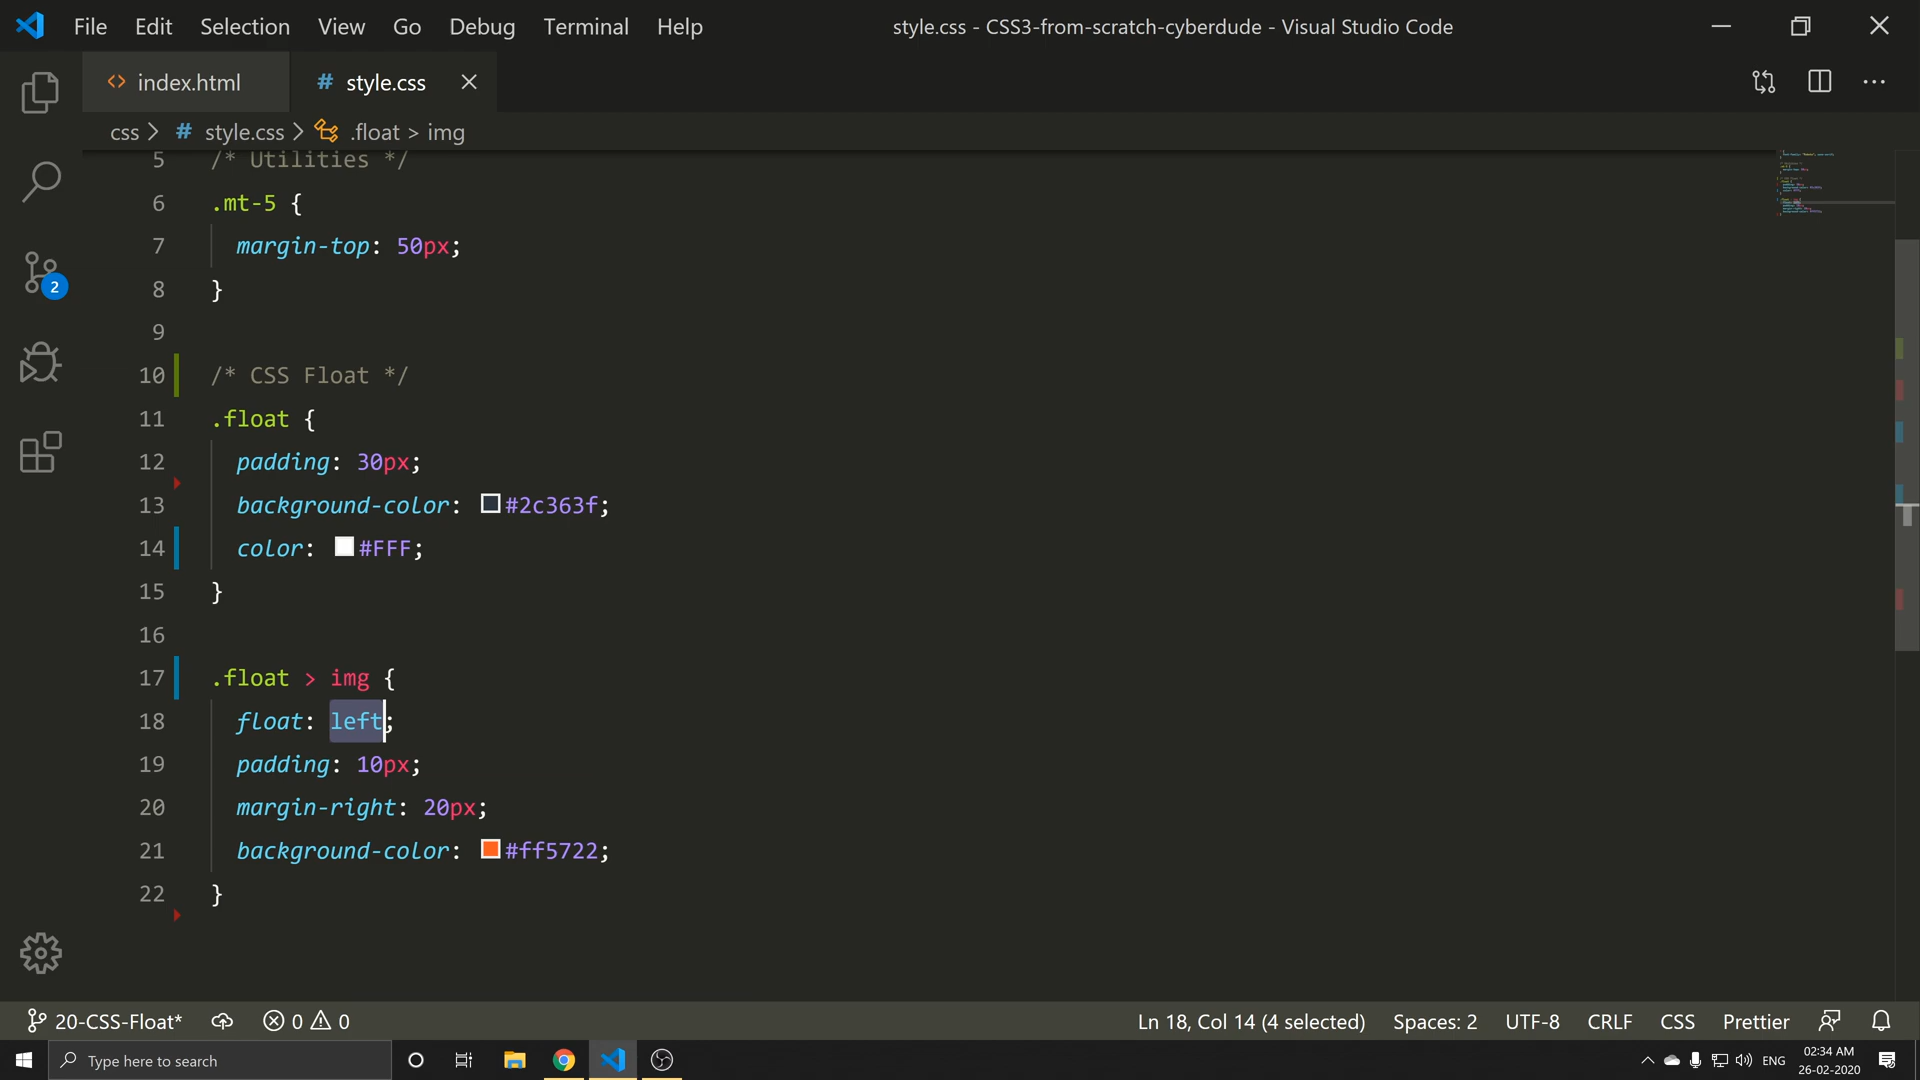 File Edit Selection View Go Debug Terminal Help style.css - CSS3-from-scratch-cyberdude - Visual Studio Code
index.html # style.css
css > # style.css > .float > img
5 /* Utilities */
6 .mt-5 {
7 margin-top: 50px;
8 }
9
10 /* CSS Float */
11 .float {
12 padding: 30px;
13 background-color: #2c363f;
14 color: #FFF;
15 }
16
17 .float > img {
18 float: left;
19 padding: 10px;
20 margin-right: 20px;
21 background-color: #ff5722;
22 }
2
20-CSS-Float* 0 0 Ln 18, Col 14 (4 selected) Spaces: 2 UTF-8 CRLF CSS Prettier
Type here to search ENG 02:34 AM
26-02-2020